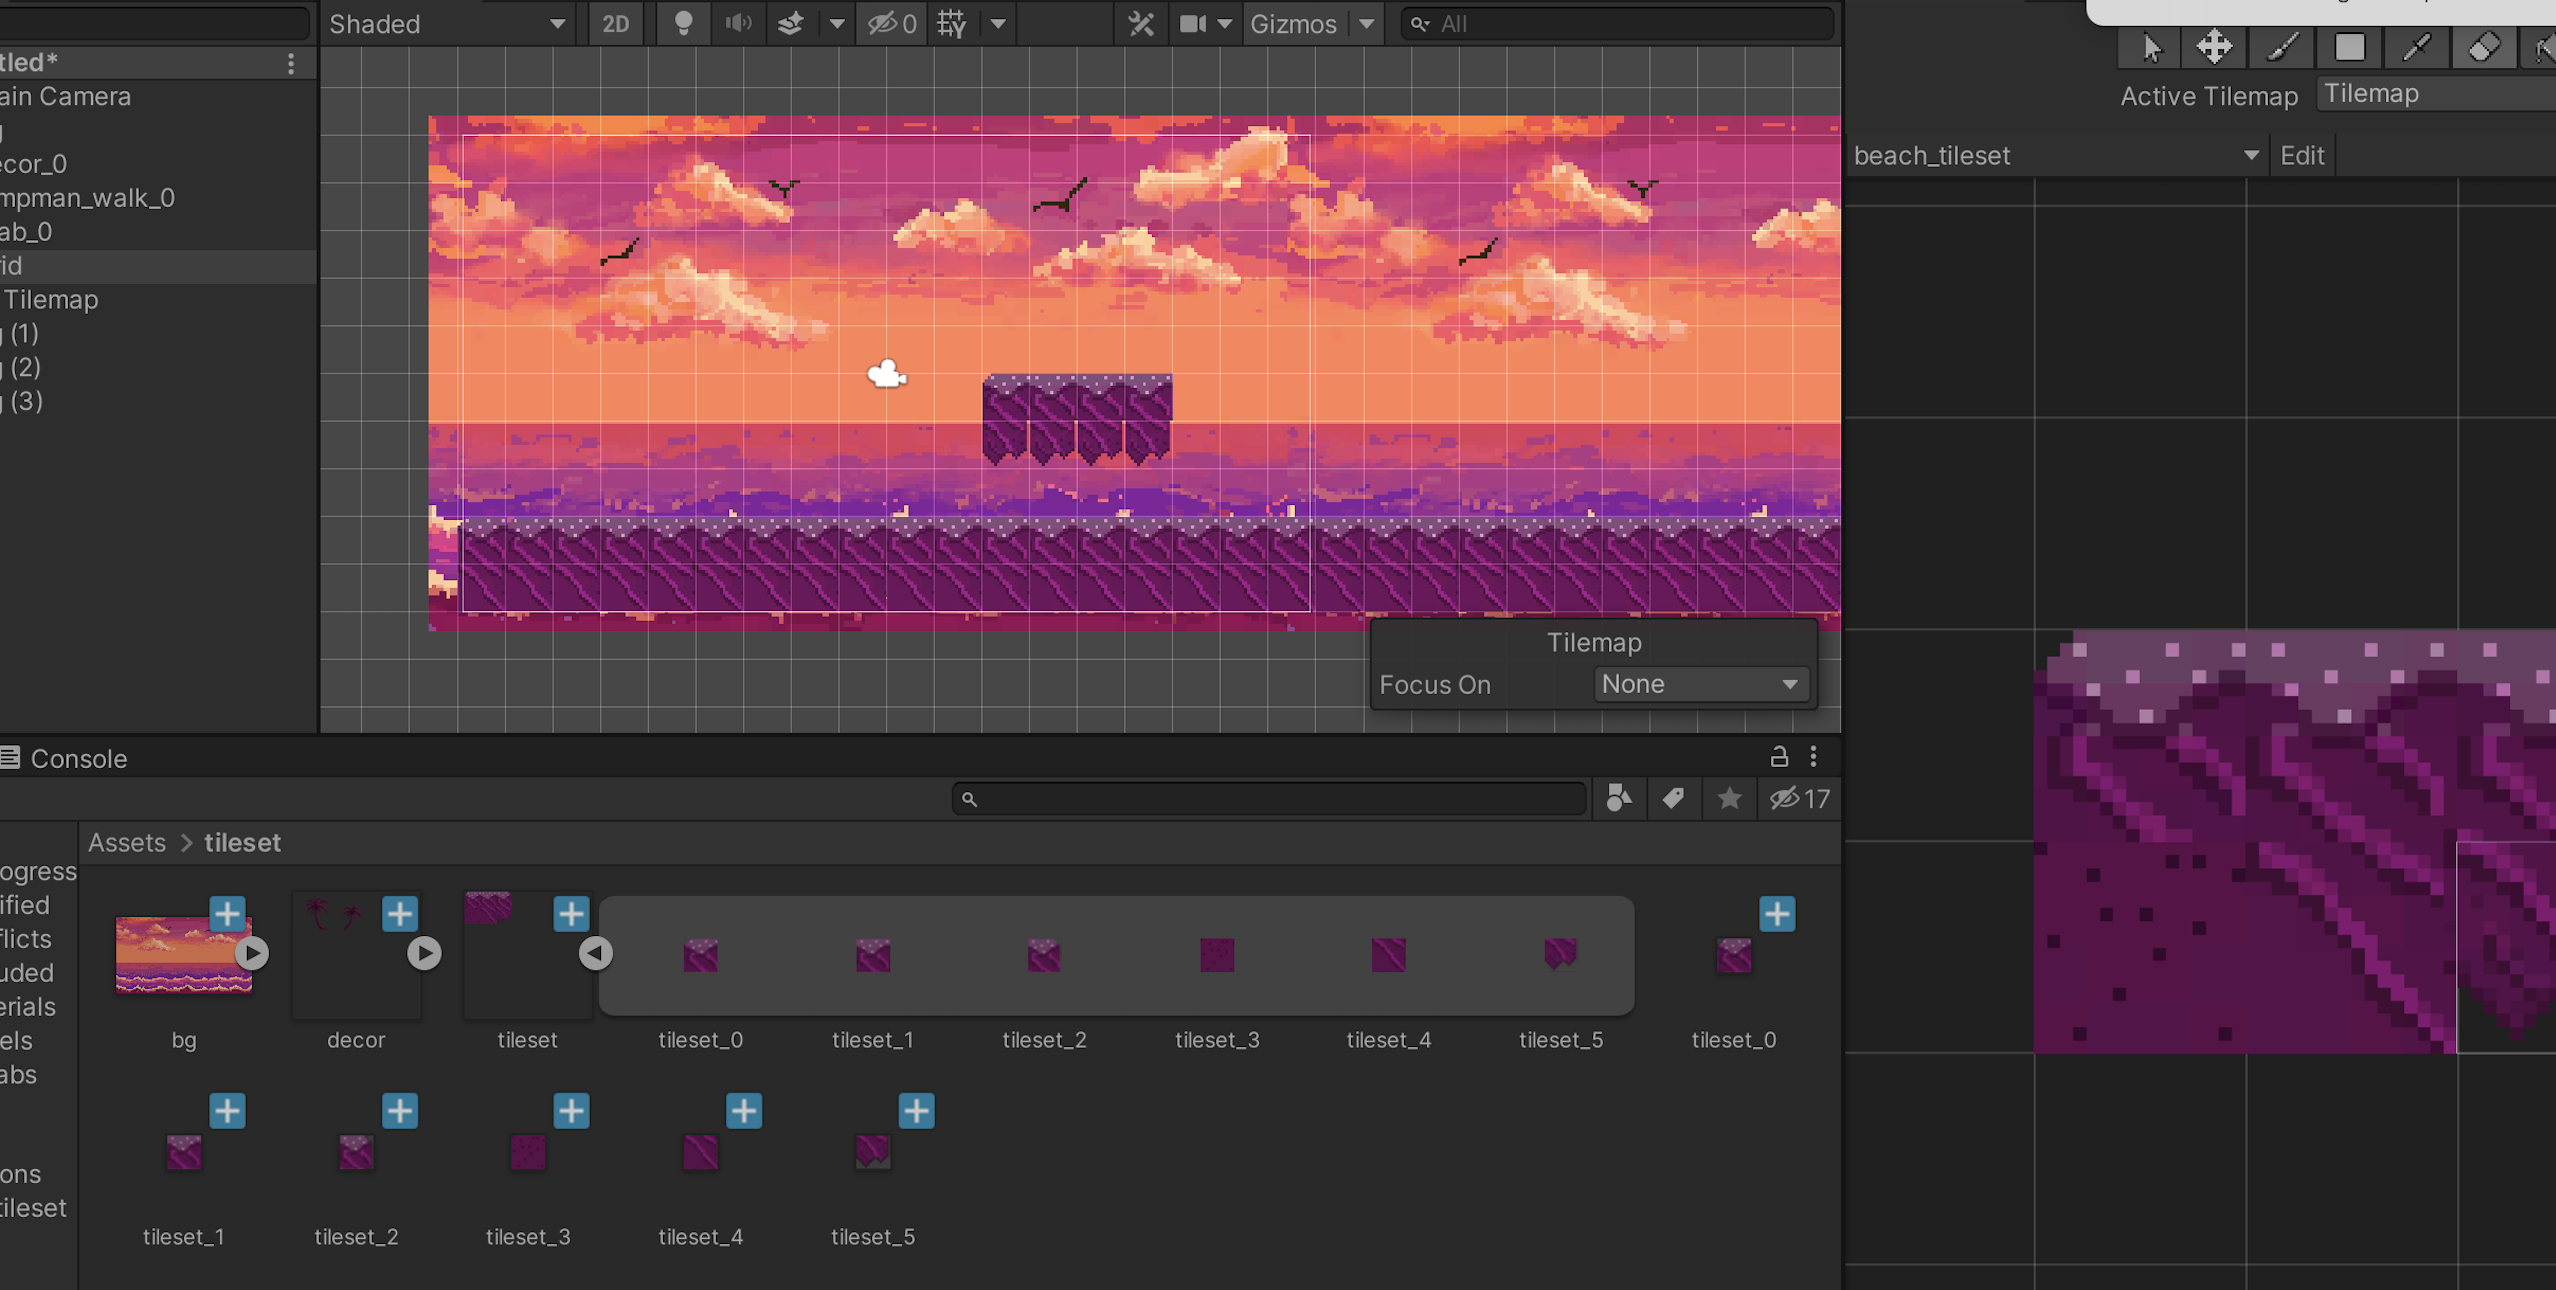 Shaded
2D
0
Gizmos
All
tled*
ain Camera
ecor_0
mpman_walk_0
ab_0
rid
Tilemap
(1)
(2)
(3)
Active Tilemap
Tilemap
beach_tileset
Edit
Tilemap
Focus On
None
Console
17
Assets > tileset
ogress
ified
flicts
uded
erials
els
abs
ons
tileset
bg
decor
tileset
tileset_0
tileset_1
tileset_2
tileset_3
tileset_4
tileset_5
tileset_0
tileset_1
tileset_2
tileset_3
tileset_4
tileset_5